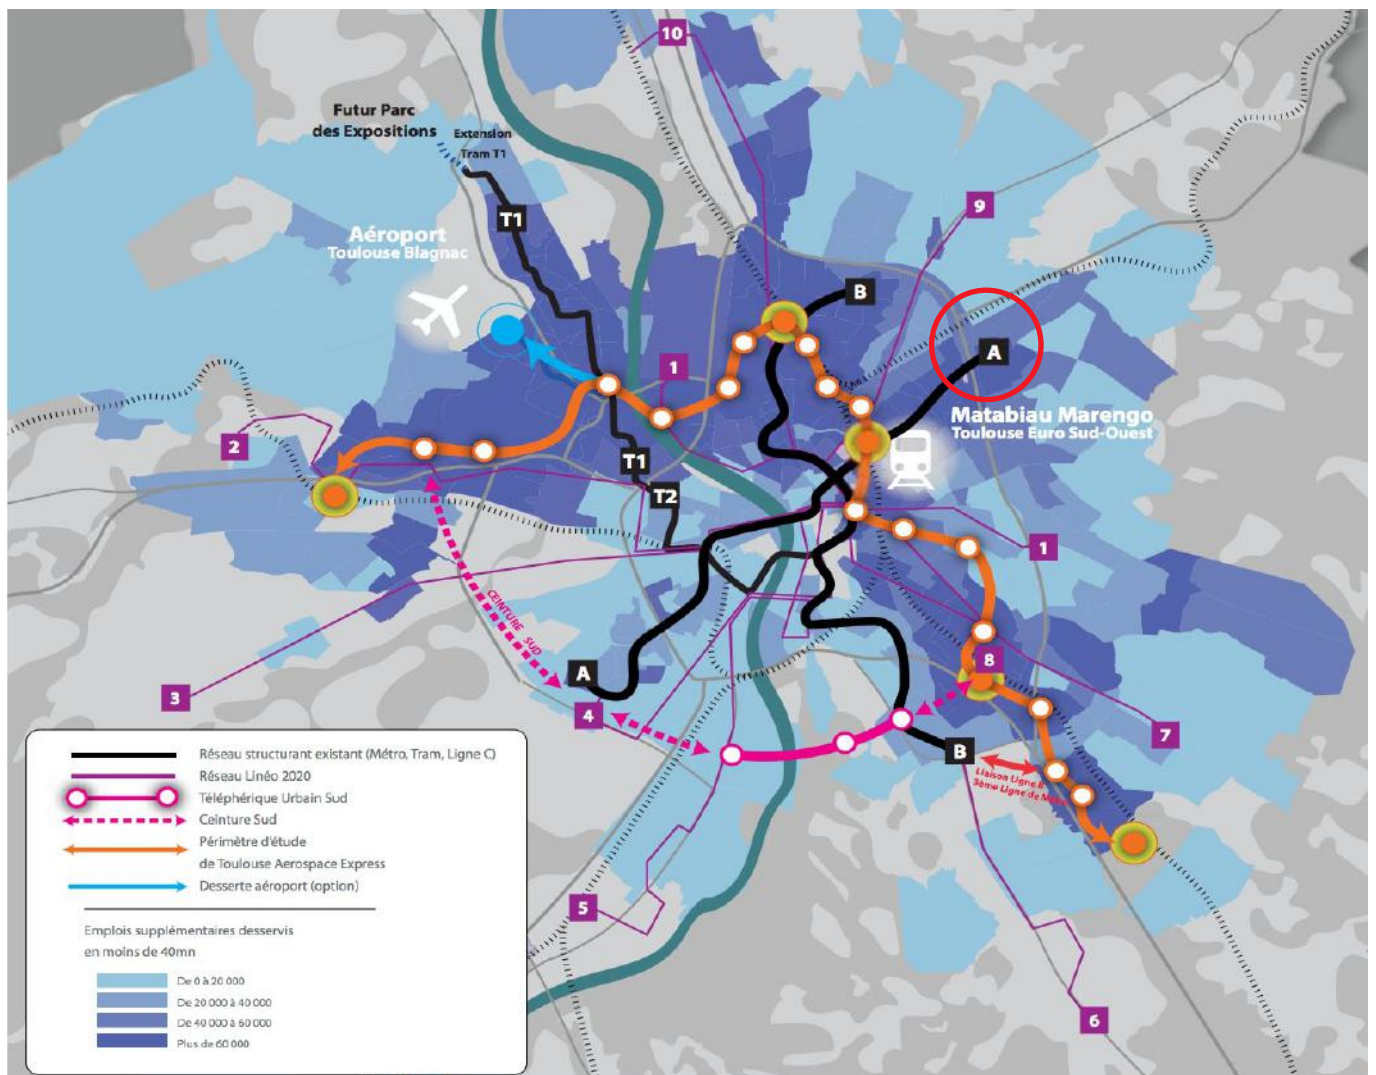 10
Futur Parc
des Expositions
Extension
Tram T1
T1
9
Aéroport
Toulouse Blagnac
B
A
1
Matabiau Marengo
Toulouse Euro Sud-Ouest
2
T1
T2
1
CEINTURE SUD
A
8
3
4
7
B
Liaison Ligne B
3ème Ligne de
5
6
Réseau structurant existant (Métro, Tram, Ligne C)
Réseau Linéo 2020
Téléphérique Urbain Sud
Ceinture Sud
Périmètre d'étude
de Toulouse Aerospace Express
Desserte aéroport (option)
Emplois supplémentaires desservis
en moins de 40mn
De 0 à 20 000
De 20 000 à 40 000
De 40 000 à 60 000
Plus de 60 000